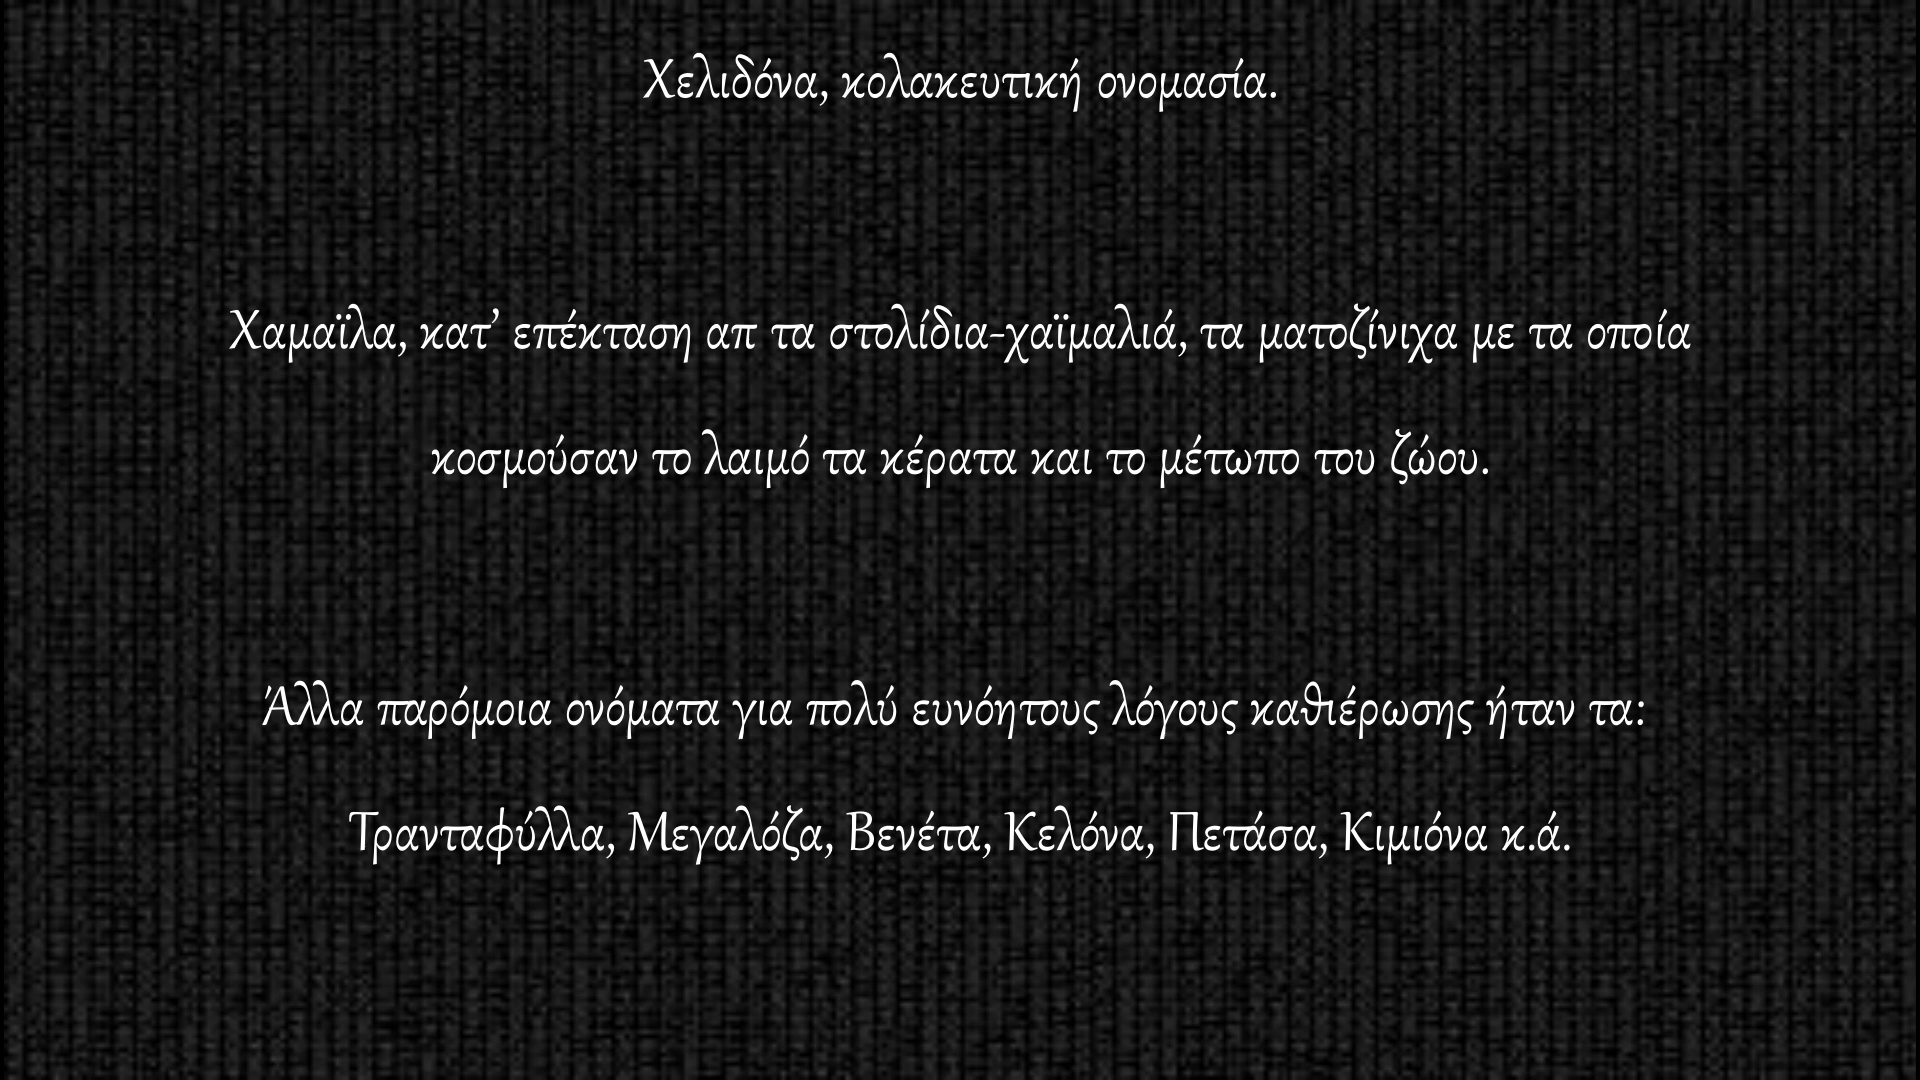 Χελιδόνα, κολακευτική ονομασία.
Χαμαϊλα, κατ’ επέκταση απ τα στολίδια-χαϊμαλιά, τα ματοζίνιχα με τα οποία
κοσμούσαν το λαιμό τα κέρατα και το μέτωπο του ζώου.
Άλλα παρόμοια ονόματα για πολύ ευνόητους λόγους καθιέρωσης ήταν τα:
Τρανταφύλλα, Μεγαλόζα, Βενέτα, Κελόνα, Πετάσα, Κιμιόνα κ.ά.